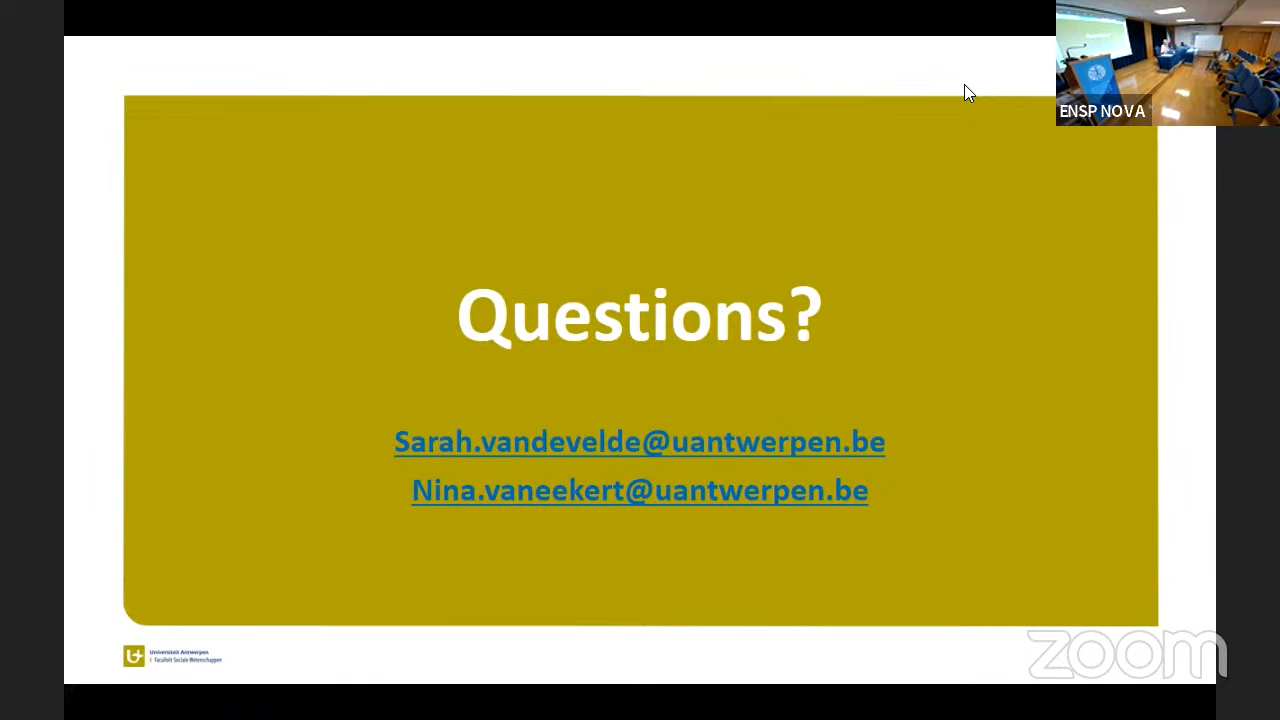 ENSP NOVA
Questions?
Sarah.vandevelde@uantwerpen.be
Nina.vaneekert@uantwerpen.be
Universiteit Antwerpen
| Faculteit Sociale Wetenschappen
zoom